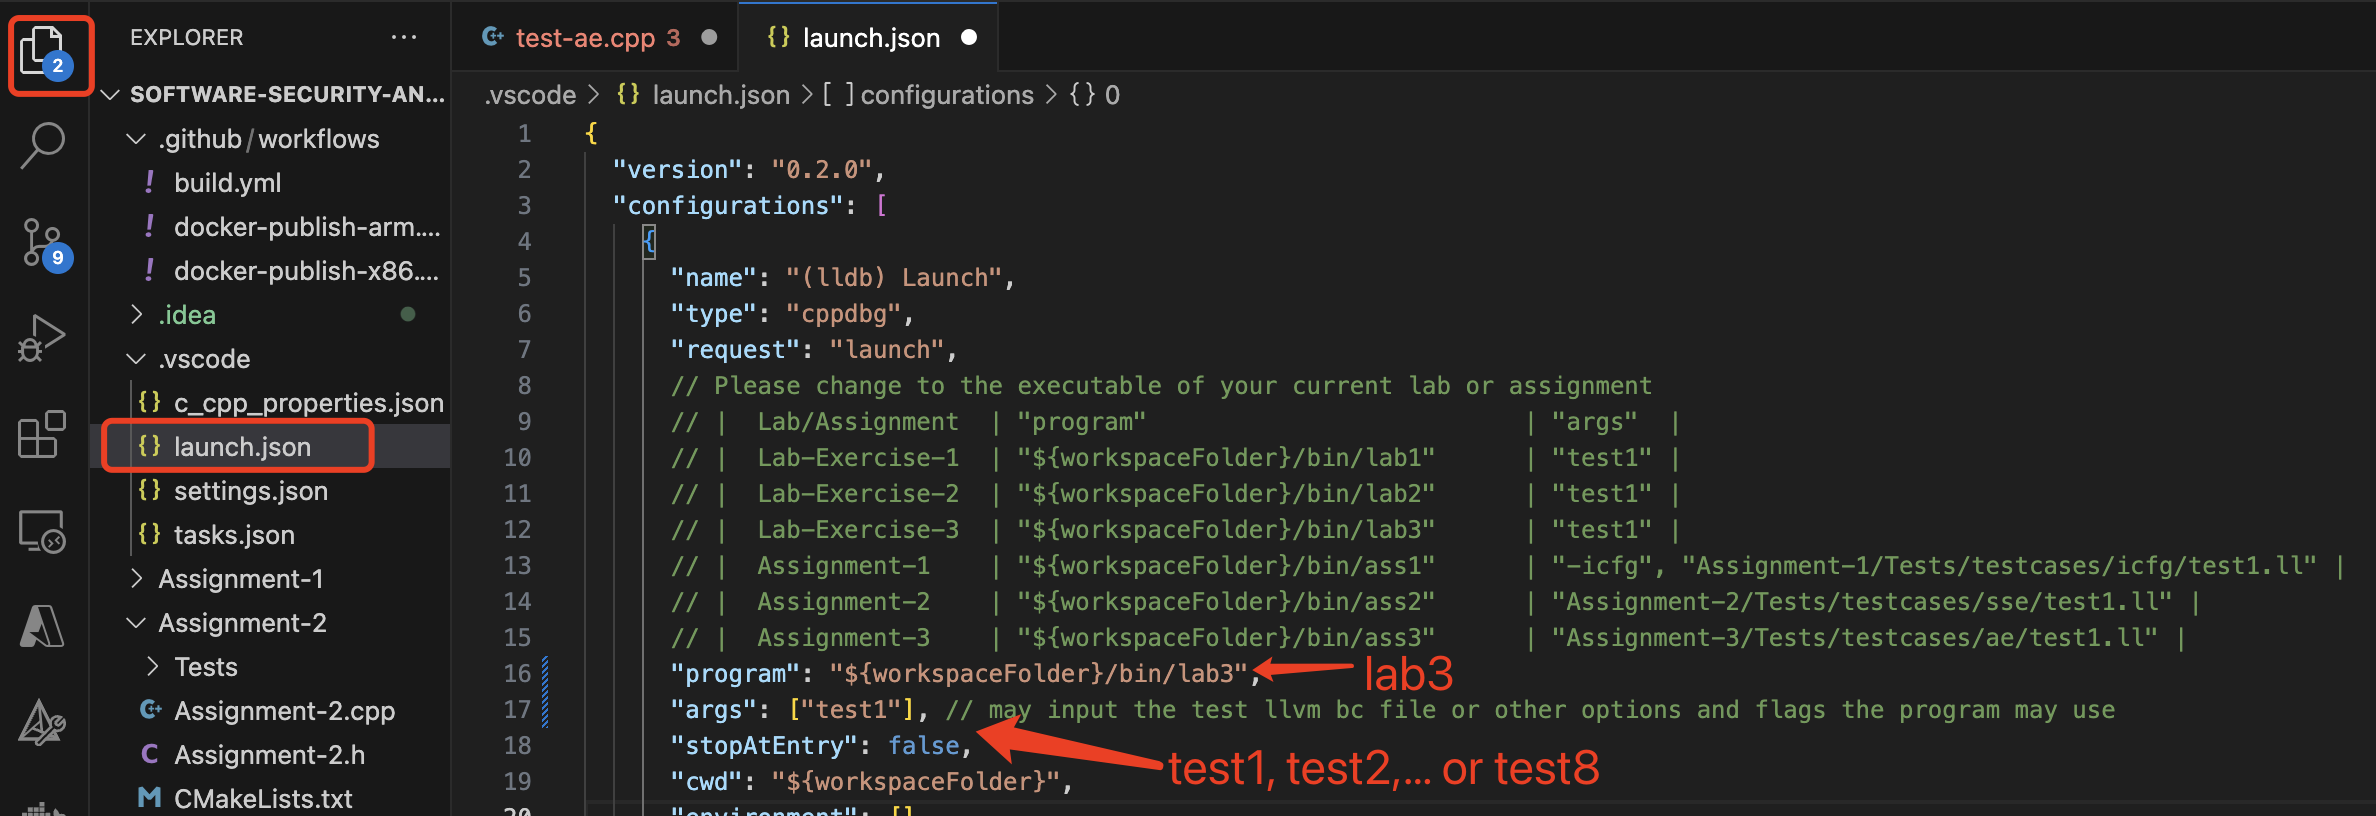 2
9
EXPLORER ...
SOFTWARE-SECURITY-AN...
.github / workflows
! build.yml
! docker-publish-arm....
! docker-publish-x86....
.idea
.vscode
{} c_cpp_properties.json
{} launch.json
{} settings.json
{} tasks.json
Assignment-1
Assignment-2
Tests
C++ Assignment-2.cpp
C Assignment-2.h
M CMakeLists.txt
C++ test-ae.cpp 3
{} launch.json
.vscode > {} launch.json > [ ] configurations > {} 0
1 {
2 "version": "0.2.0",
3 "configurations": [
4 {
5 "name": "(lldb) Launch",
6 "type": "cppdbg",
7 "request": "launch",
8 // Please change to the executable of your current lab or assignment
9 // | Lab/Assignment | "program" | "args" |
10 // | Lab-Exercise-1 | "${workspaceFolder}/bin/lab1" | "test1" |
11 // | Lab-Exercise-2 | "${workspaceFolder}/bin/lab2" | "test1" |
12 // | Lab-Exercise-3 | "${workspaceFolder}/bin/lab3" | "test1" |
13 // | Assignment-1 | "${workspaceFolder}/bin/ass1" | "-icfg", "Assignment-1/Tests/testcases/icfg/test1.ll" |
14 // | Assignment-2 | "${workspaceFolder}/bin/ass2" | "Assignment-2/Tests/testcases/sse/test1.ll" |
15 // | Assignment-3 | "${workspaceFolder}/bin/ass3" | "Assignment-3/Tests/testcases/ae/test1.ll" |
16 "program": "${workspaceFolder}/bin/lab3",
lab3
17 "args": ["test1"], // may input the test llvm bc file or other options and flags the program may use
18 "stopAtEntry": false,
test1, test2,... or test8
19 "cwd": "${workspaceFolder}",
20 "environment": []